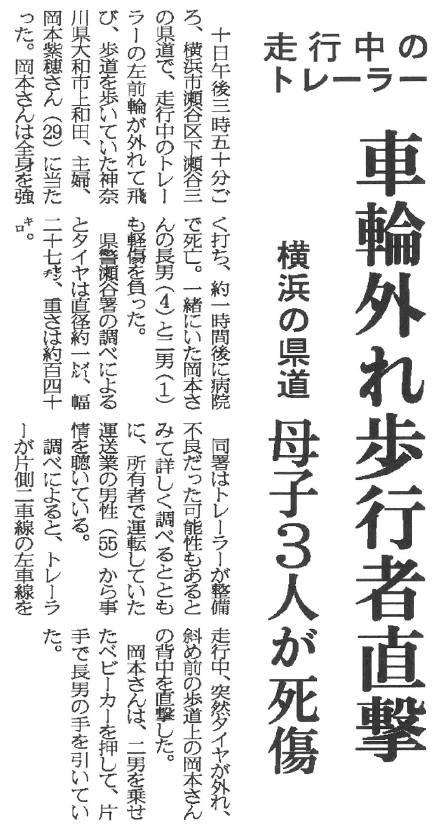 走行中の
トレーラー
車輪外れ歩行者直撃
横浜の県道
母子3人が死傷
十日午後三時五十分ご
ろ、横浜市瀬谷区下瀬谷三
の県道で、走行中のトレー
ラーの左前輪が外れて飛
び、歩道を歩いていた神奈
川県大和市上和田、主婦、
岡本紫穂さん(29)に当た
った。岡本さんは全身を強
く打ち、約一時間後に病院
で死亡。一緒にいた岡本さ
んの長男(4)と二男(1)
も軽傷を負った。
県警瀬谷署の調べによる
とタイヤは直径約一㍍、幅
二十七㌢、重さは約百四十
㌔。
同署はトレーラーが整備
不良だった可能性もあると
みて詳しく調べるととも
に、所有者で運転していた
運送業の男性(55)から事
情を聴いている。
調べによると、トレーラ
ーが片側二車線の左車線を
走行中、突然タイヤが外れ、
斜め前の歩道上の岡本さん
の背中を直撃した。
岡本さんは、二男を乗せ
たベビーカーを押して、片
手で長男の手を引いてい
た。